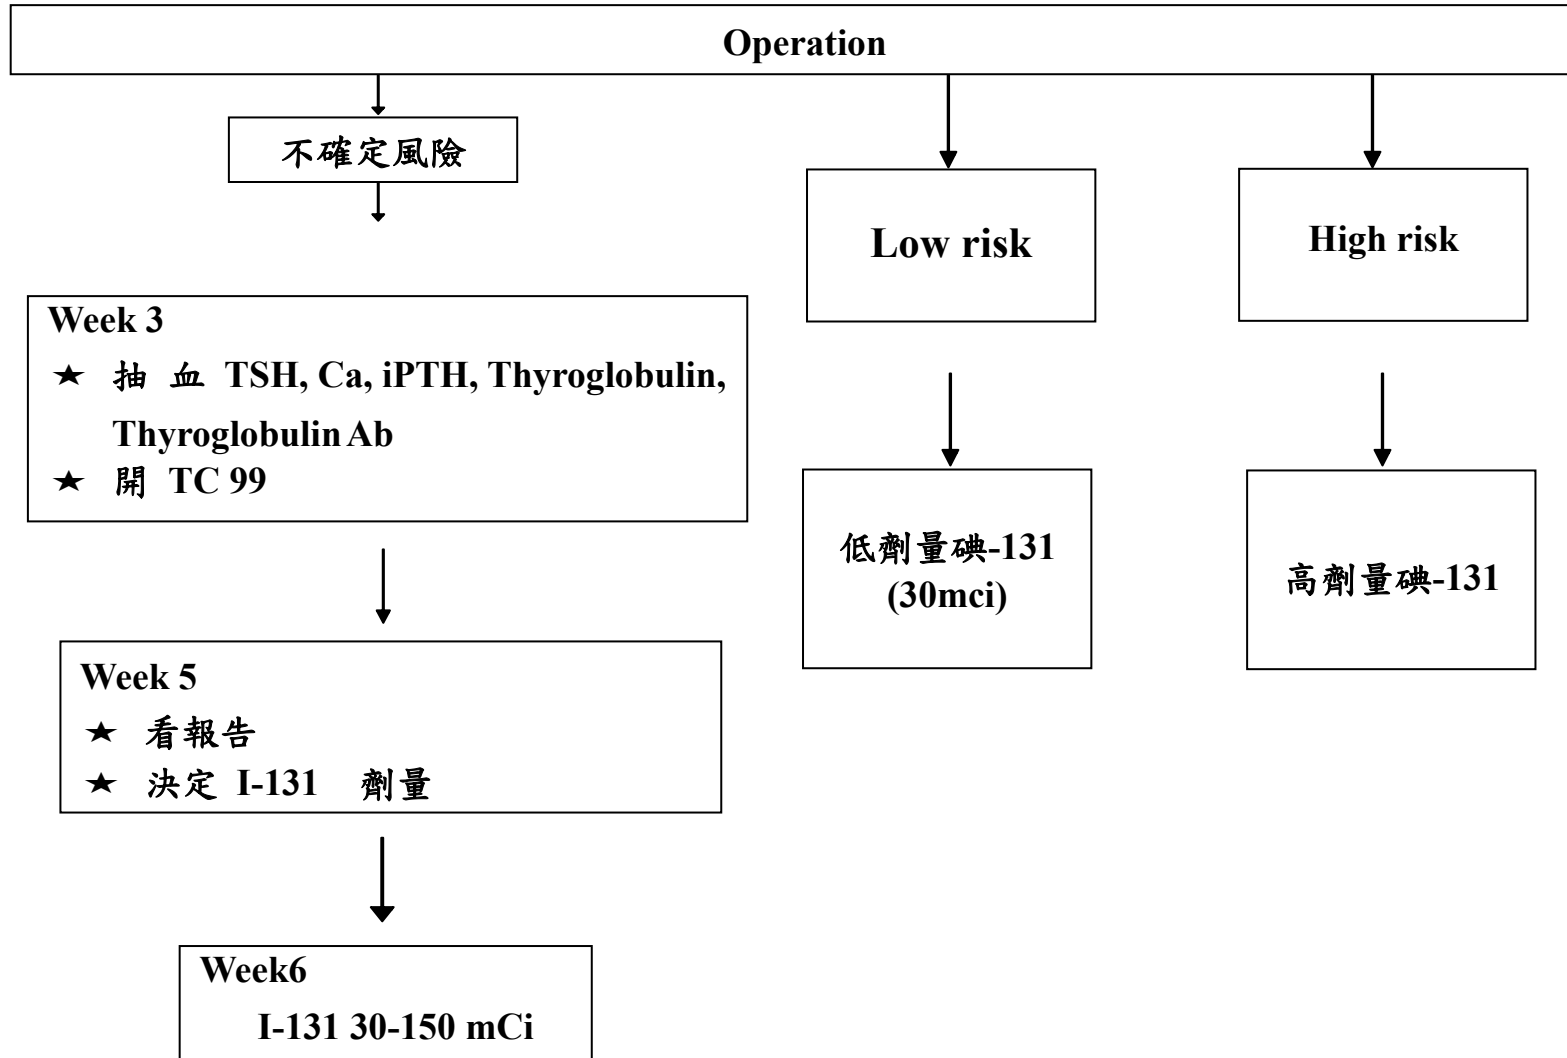 Operation
不確定風險
Week 3
★ 抽 血 TSH, Ca, iPTH, Thyroglobulin,
Thyroglobulin Ab
★ 開 TC 99
Week 5
★ 看報告
★ 決定 I-131 劑量
Week6
I-131 30-150 mCi
Low risk
低劑量碘-131
(30mci)
High risk
高劑量碘-131